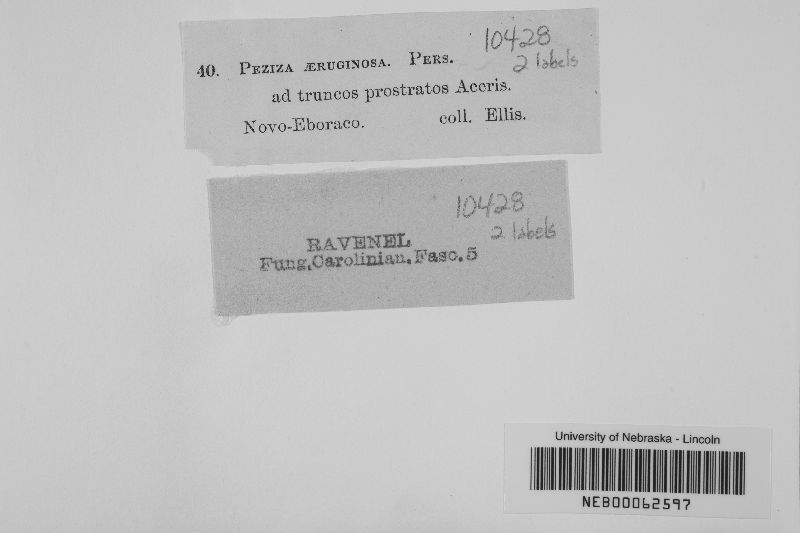 40. PEZIZA ÆRUGINOSA. PERS.
ad truncos prostratos Aceris.
Novo-Eboraco. coll. Ellis.
10428
2 labels
RAVENEL
Fung. Carolinian. Fasc. 5
10428
2 labels
University of Nebraska - Lincoln
NEB00062597